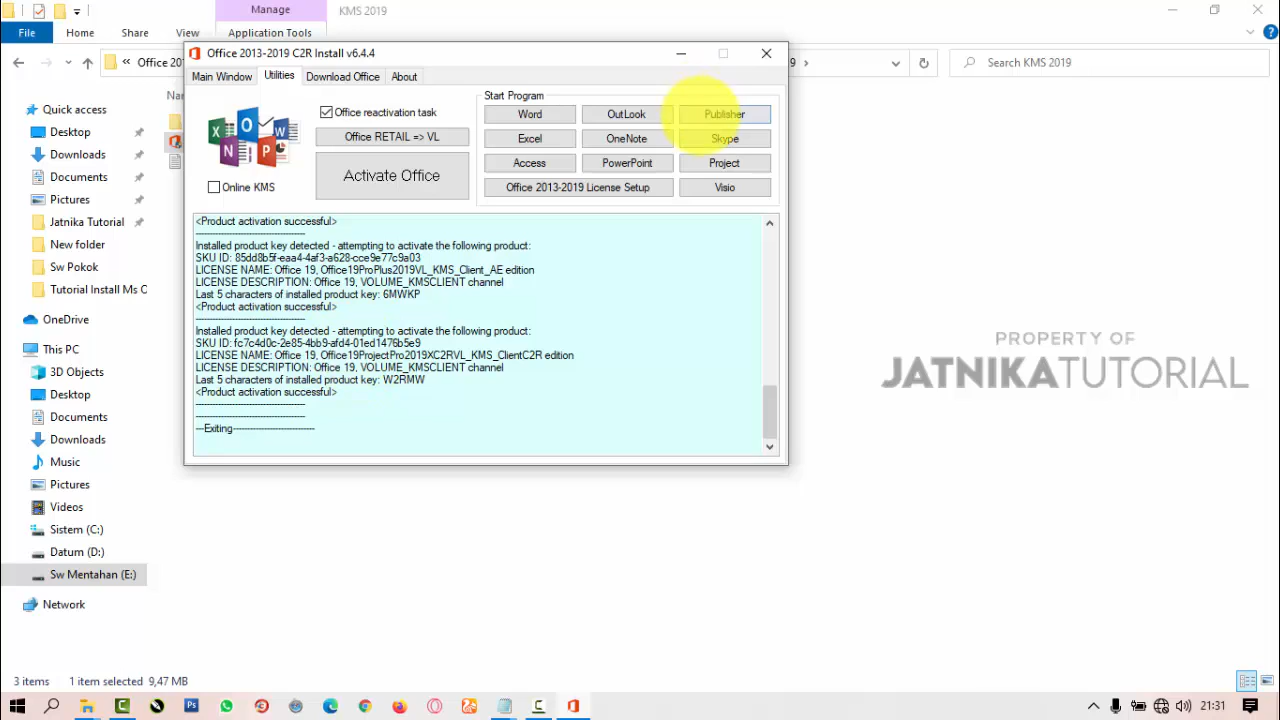 Manage
KMS 2019
File
Home
Share
View
Application Tools
Office 20
Search KMS 2019
Office 2013-2019 C2R Install v6.4.4
Main Window
Utilities
Download Office
About
Office reactivation task
Office RETAIL => VL
Activate Office
Online KMS
Start Program
Word
OutLook
Publisher
Excel
OneNote
Skype
Access
PowerPoint
Project
Office 2013-2019 License Setup
Visio
<Product activation successful>
----------------------------------------
Installed product key detected - attempting to activate the following product:
SKU ID: 85dd8b5f-eaa4-4af3-a628-cce9e77c9a03
LICENSE NAME: Office 19, Office19ProPlus2019VL_KMS_Client_AE edition
LICENSE DESCRIPTION: Office 19, VOLUME_KMSCLIENT channel
Last 5 characters of installed product key: 6MWKP
<Product activation successful>
----------------------------------------
Installed product key detected - attempting to activate the following product:
SKU ID: fc7c4d0c-2e85-4bb9-afd4-01ed1476b5e9
LICENSE NAME: Office 19, Office19ProjectPro2019XC2RVL_KMS_ClientC2R edition
LICENSE DESCRIPTION: Office 19, VOLUME_KMSCLIENT channel
Last 5 characters of installed product key: W2RMW
<Product activation successful>
----------------------------------------
----------------------------------------
---Exiting-----------------------------
Quick access
Desktop
Downloads
Documents
Pictures
Jatnika Tutorial
New folder
Sw Pokok
Tutorial Install Ms O
OneDrive
This PC
3D Objects
Desktop
Documents
Downloads
Music
Pictures
Videos
Sistem (C:)
Datum (D:)
Sw Mentahan (E:)
Network
PROPERTY OF
JATNIKATUTORIAL
3 items
1 item selected 9,47 MB
21:31